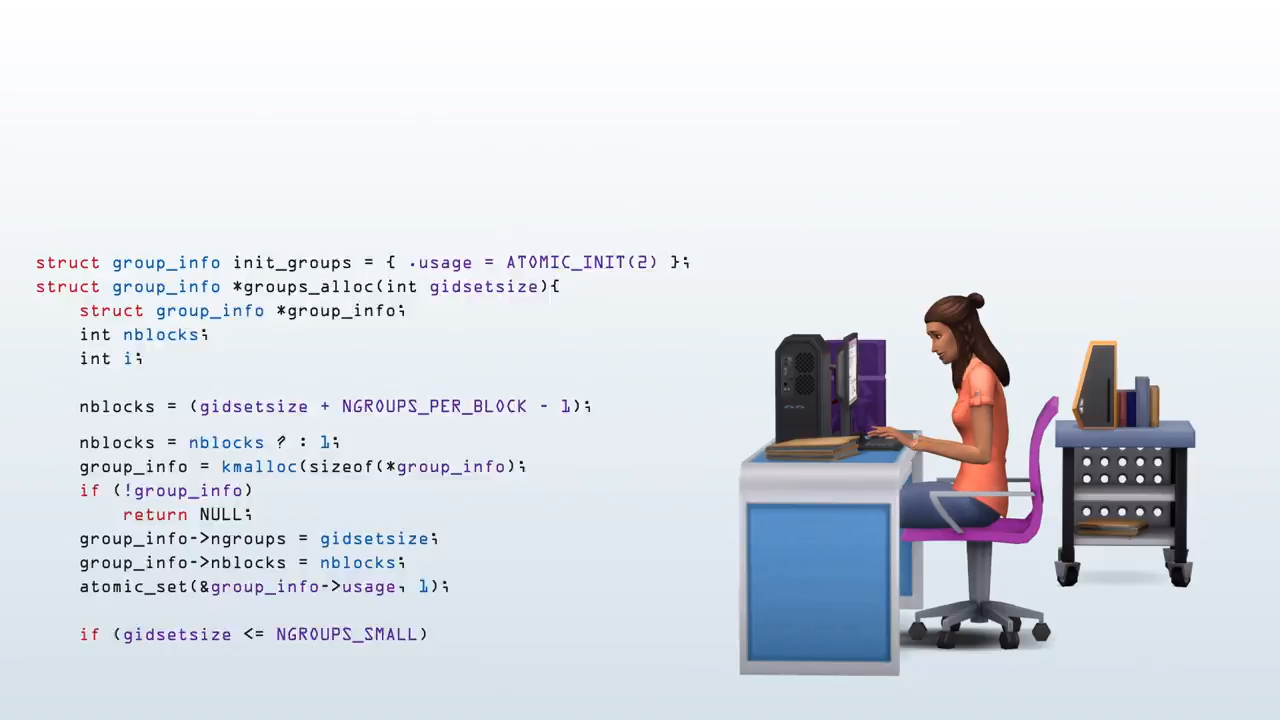 struct group_info init_groups = { .usage = ATOMIC_INIT(2) };
struct group_info *groups_alloc(int gidsetsize){
struct group_info *group_info;
int nblocks;
int i;
nblocks = (gidsetsize + NGROUPS_PER_BLOCK - 1);
nblocks = nblocks ? : 1;
group_info = kmalloc(sizeof(*group_info);
if (!group_info)
return NULL;
group_info->ngroups = gidsetsize;
group_info->nblocks = nblocks;
atomic_set(&group_info->usage, 1);
if (gidsetsize <= NGROUPS_SMALL)